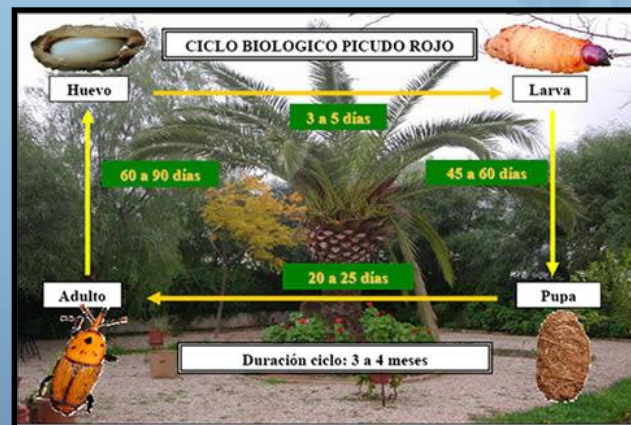 CICLO BIOLOGICO PICUDO ROJO
Huevo
Larva
3 a 5 días
60 a 90 días
45 a 60 días
20 a 25 días
Adulto
Pupa
Duración ciclo: 3 a 4 meses